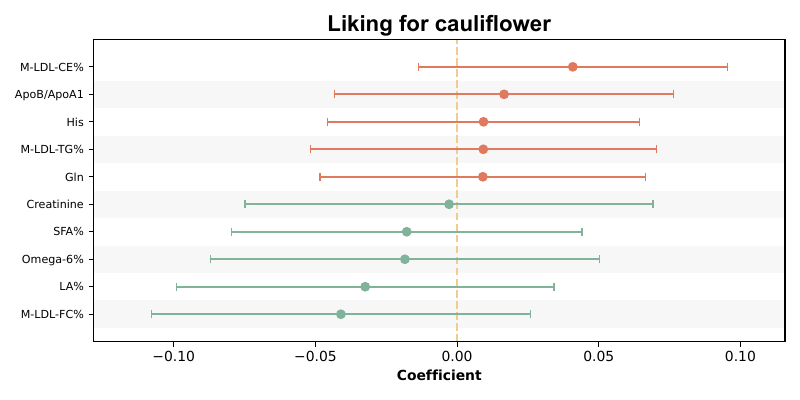 Liking for cauliflower
M-LDL-CE%
ApoB/ApoA1
His
M-LDL-TG%
Gln
Creatinine
SFA%
Omega-6%
LA%
M-LDL-FC%
−0.10 −0.05 0.00 0.05 0.10
Coefficient